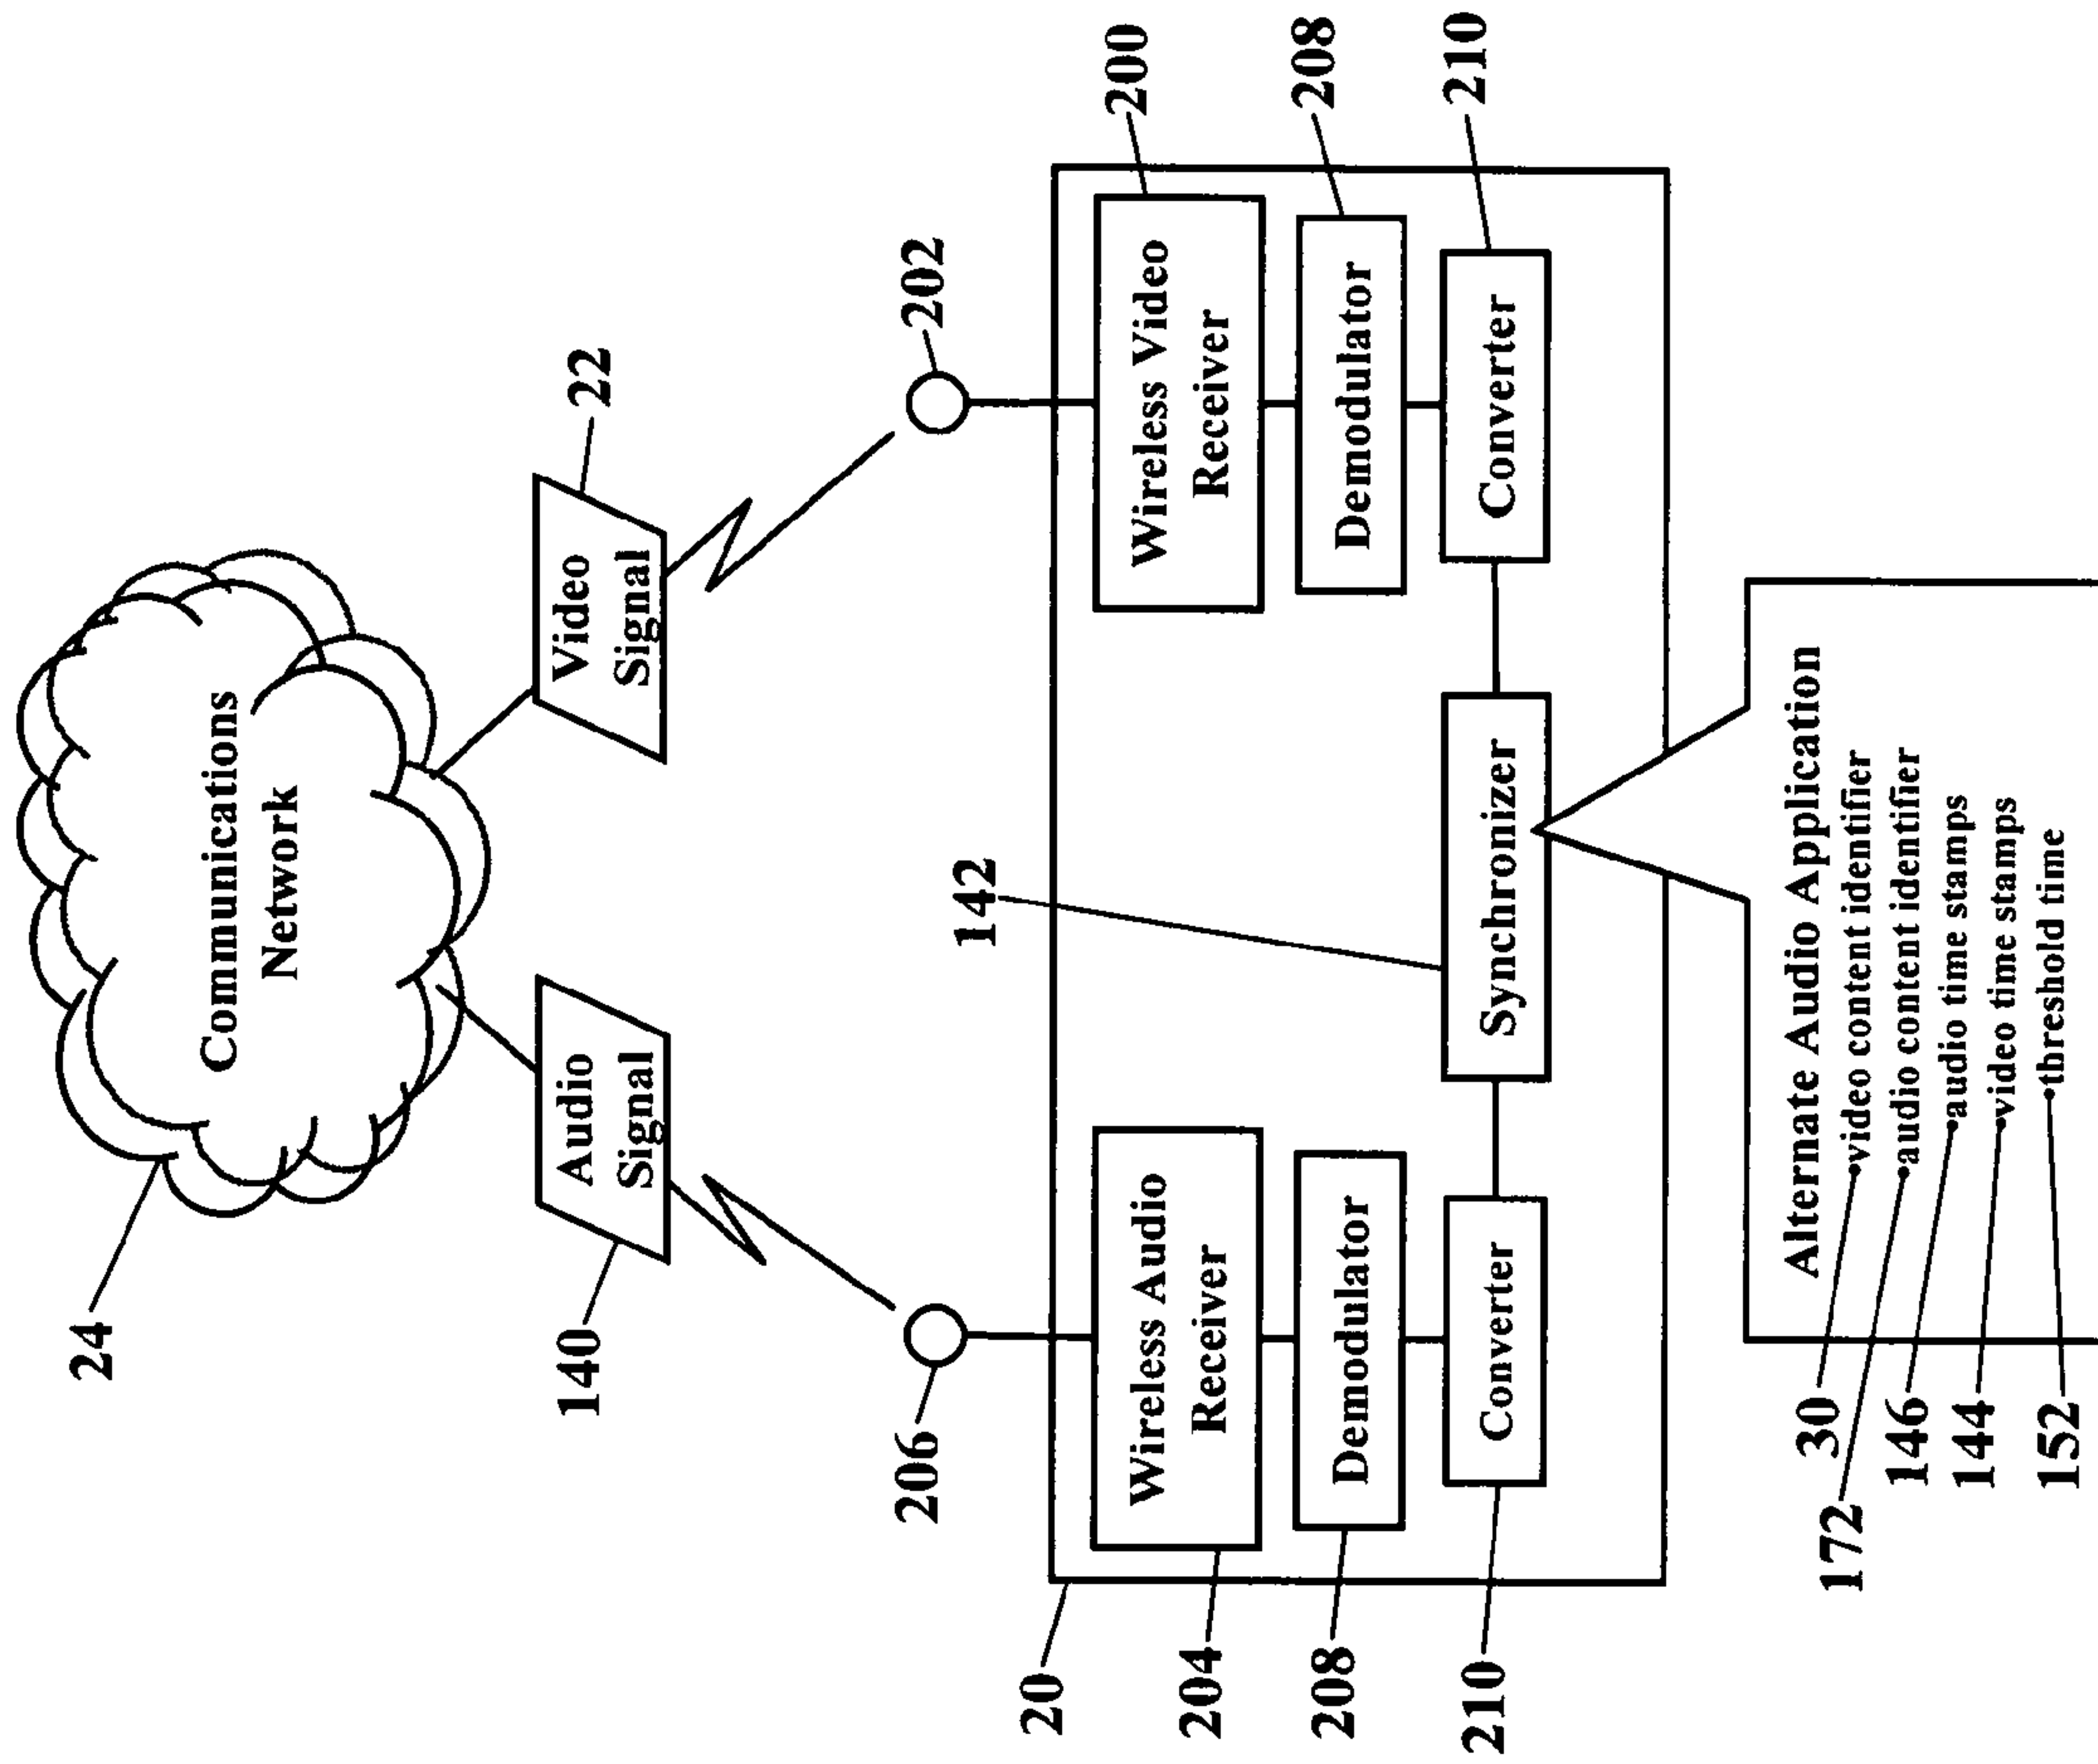 24
Communications
Network
140
Audio
Signal
Video
Signal
22
206
202
20
142
204
Wireless Audio
Receiver
Wireless Video
Receiver
200
208
Demodulator
Demodulator
208
210
Converter
Synchronizer
Converter
210
Alternate Audio Application
30
•video content identifier
172
•audio content identifier
146
•audio time stamps
144
•video time stamps
152
•threshold time